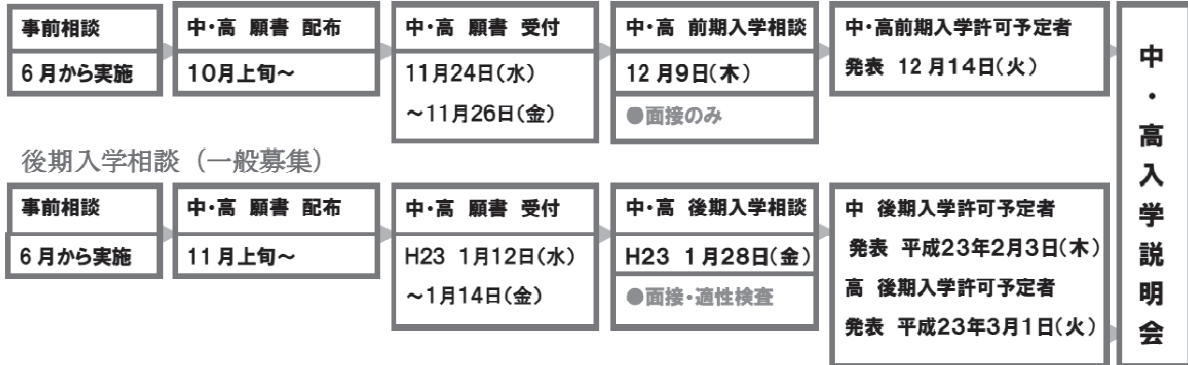 事前相談
6月から実施
中・高 願書 配布
10月上旬～
中・高 願書 受付
11月24日(水)
～11月26日(金)
中・高 前期入学相談
12月9日(木)
●面接のみ
中・高前期入学許可予定者
発表 12月14日(火)
後期入学相談（一般募集）
事前相談
6月から実施
中・高 願書 配布
11月上旬～
中・高 願書 受付
H23 1月12日(水)
～1月14日(金)
中・高 後期入学相談
H23 1月28日(金)
●面接・適性検査
中 後期入学許可予定者
発表 平成23年2月3日(木)
高 後期入学許可予定者
発表 平成23年3月1日(火)
中・高入学説明会